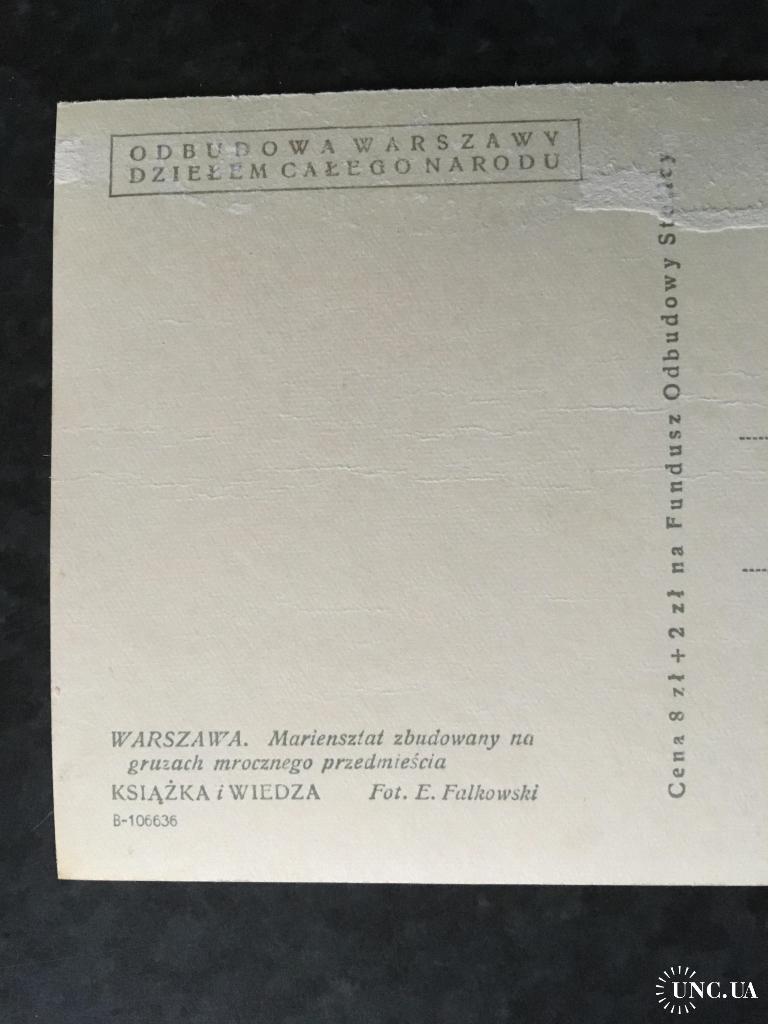 ODBUDOWA WARSZAWY
DZIEŁEM CAŁEGO NARODU
Cena 8 zł + 2 zł na Fundusz Odbudowy Stolicy
WARSZAWA. Mariensztat zbudowany na
gruzach mrocznego przedmieścia
KSIĄŻKA i WIEDZA Fot. E. Falkowski
B-106636
UNC.UA